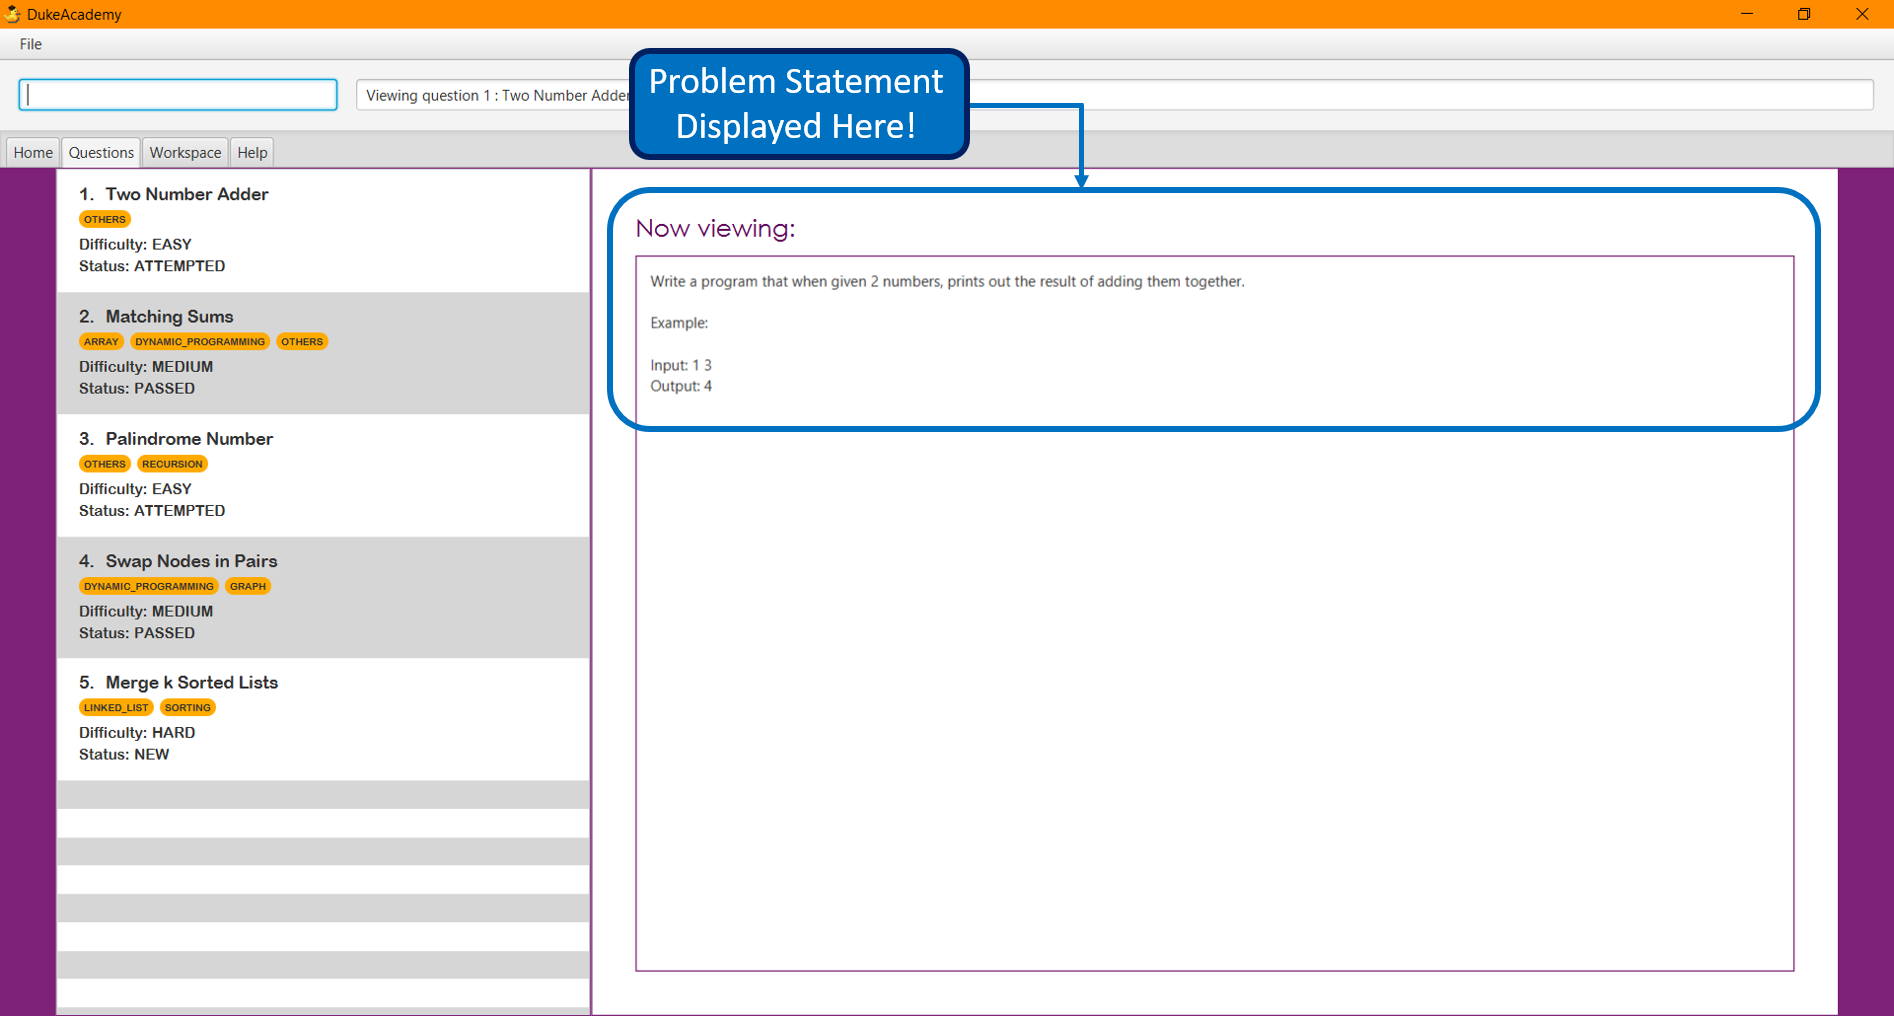 DukeAcademy
File
Viewing question 1 : Two Number Adder
Problem Statement
Displayed Here!
Home Questions Workspace Help
1. Two Number Adder
OTHERS
Difficulty: EASY
Status: ATTEMPTED
2. Matching Sums
ARRAY DYNAMIC_PROGRAMMING OTHERS
Difficulty: MEDIUM
Status: PASSED
3. Palindrome Number
OTHERS RECURSION
Difficulty: EASY
Status: ATTEMPTED
4. Swap Nodes in Pairs
DYNAMIC_PROGRAMMING GRAPH
Difficulty: MEDIUM
Status: PASSED
5. Merge k Sorted Lists
LINKED_LIST SORTING
Difficulty: HARD
Status: NEW
Now viewing:
Write a program that when given 2 numbers, prints out the result of adding them together.
Example:
Input: 1 3
Output: 4